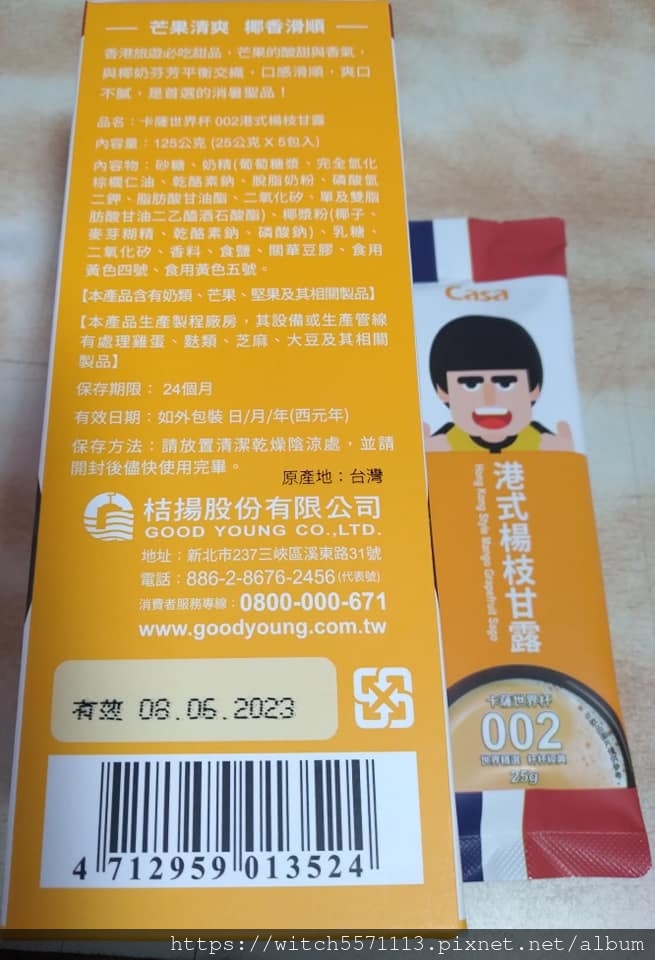 芒果清爽 椰香滑順
香港旅遊必吃甜品、芒果的酸甜與香氣,
與椰奶芬芳平衡交織,口感滑順,爽口
不膩,是首選的消暑聖品!
品名:卡薩世界杯 002港式楊枝甘露
內容量:125公克 (25公克 X 5包入)
內容物:砂糖、奶精(葡萄糖漿、完全氫化
棕櫚仁油、乾酪素鈉、脫脂奶粉、磷酸氫
二鉀、脂肪酸甘油酯、二氧化矽、單及雙脂
肪酸甘油二乙醯酒石酸酯)、椰漿粉(椰子、
麥芽糊精、乾酪素鈉、磷酸鈉)、乳糖、
二氧化矽、香料、食鹽、關華豆膠、食用
黃色四號、食用黃色五號。
【本產品含有奶類、芒果、堅果及其相關製品】
【本產品生產製程廠房,其設備或生產管線
有處理雞蛋、麩類、芝麻、大豆及其相關
製品】
保存期限: 24個月
有效日期:如外包裝 日/月/年(西元年)
保存方法:請放置清潔乾燥陰涼處,並請
開封後儘快使用完畢。
原產地:台灣
桔揚股份有限公司
GOOD YOUNG CO.,LTD.
地址:新北市237三峽區溪東路31號
電話:886-2-8676-2456(代表號)
消費者服務專線:0800-000-671
www.goodyoung.com.tw
有效 08.06.2023
4 712959 013524
Casa
港式楊枝甘露
Hong Kong Style Mango Grapefruit Sago
卡薩世界杯
002
世界精選 杯杯經典
25g
https://witch5571113.pixnet.net/album